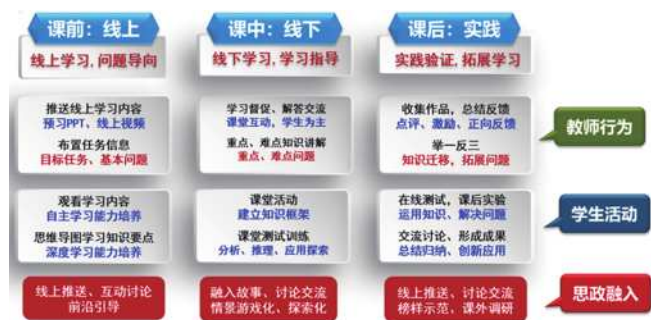 课前：线上
线上学习, 问题导向
推送线上学习内容
预习PPT、线上视频
布置任务信息
目标任务、基本问题
观看学习内容
自主学习能力培养
思维导图学习知识要点
深度学习能力培养
线上推送、互动讨论
前沿引导
课中：线下
线下学习, 学习指导
学习督促、解答交流
课堂互动、学生为主
重点、难点知识讲解
重点、难点问题
课堂活动
建立知识框架
课堂测试训练
分析、推理、应用探索
融入故事、讨论交流
情景游戏化、探索化
课后：实践
实践验证, 拓展学习
收集作品，总结反馈
点评、激励、正向反馈
举一反三
知识迁移，拓展问题
在线测试，课后实验
运用知识、解决问题
交流讨论、形成成果
总结归纳、创新应用
线上推送、讨论交流
榜样示范、课外调研
教师行为
学生活动
思政融入